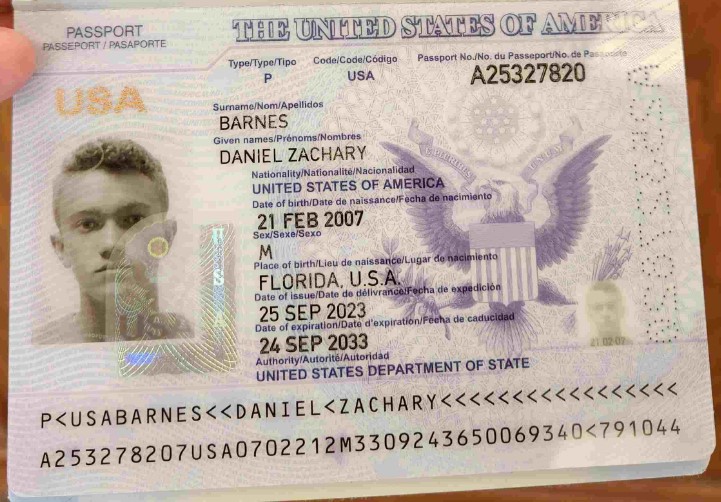 PASSPORT
PASSEPORT / PASAPORTE
THE UNITED STATES OF AMERICA
Type/Type/Tipo Code/Code/Código Passport No./No. du Passeport/No. de Pasaporte
P USA A25327820
USA
Surname/Nom/Apellidos
BARNES
Given names/Prénoms/Nombres
DANIEL ZACHARY
Nationality/Nationalité/Nacionalidad
UNITED STATES OF AMERICA
Date of birth/Date de naissance/Fecha de nacimiento
21 FEB 2007
Sex/Sexe/Sexo
M
Place of birth/Lieu de naissance/Lugar de nacimiento
FLORIDA, U.S.A.
Date of issue/Date de délivrance/Fecha de expedición
25 SEP 2023
Date of expiration/Date d'expiration/Fecha de caducidad
24 SEP 2033
Authority/Autorité/Autoridad
UNITED STATES DEPARTMENT OF STATE
USA
USA
21 02 07
P<USABARNES<<DANIEL<ZACHARY<<<<<<<<<<<<<<<<<
A253278207USA0702212M3309243650069340<791044